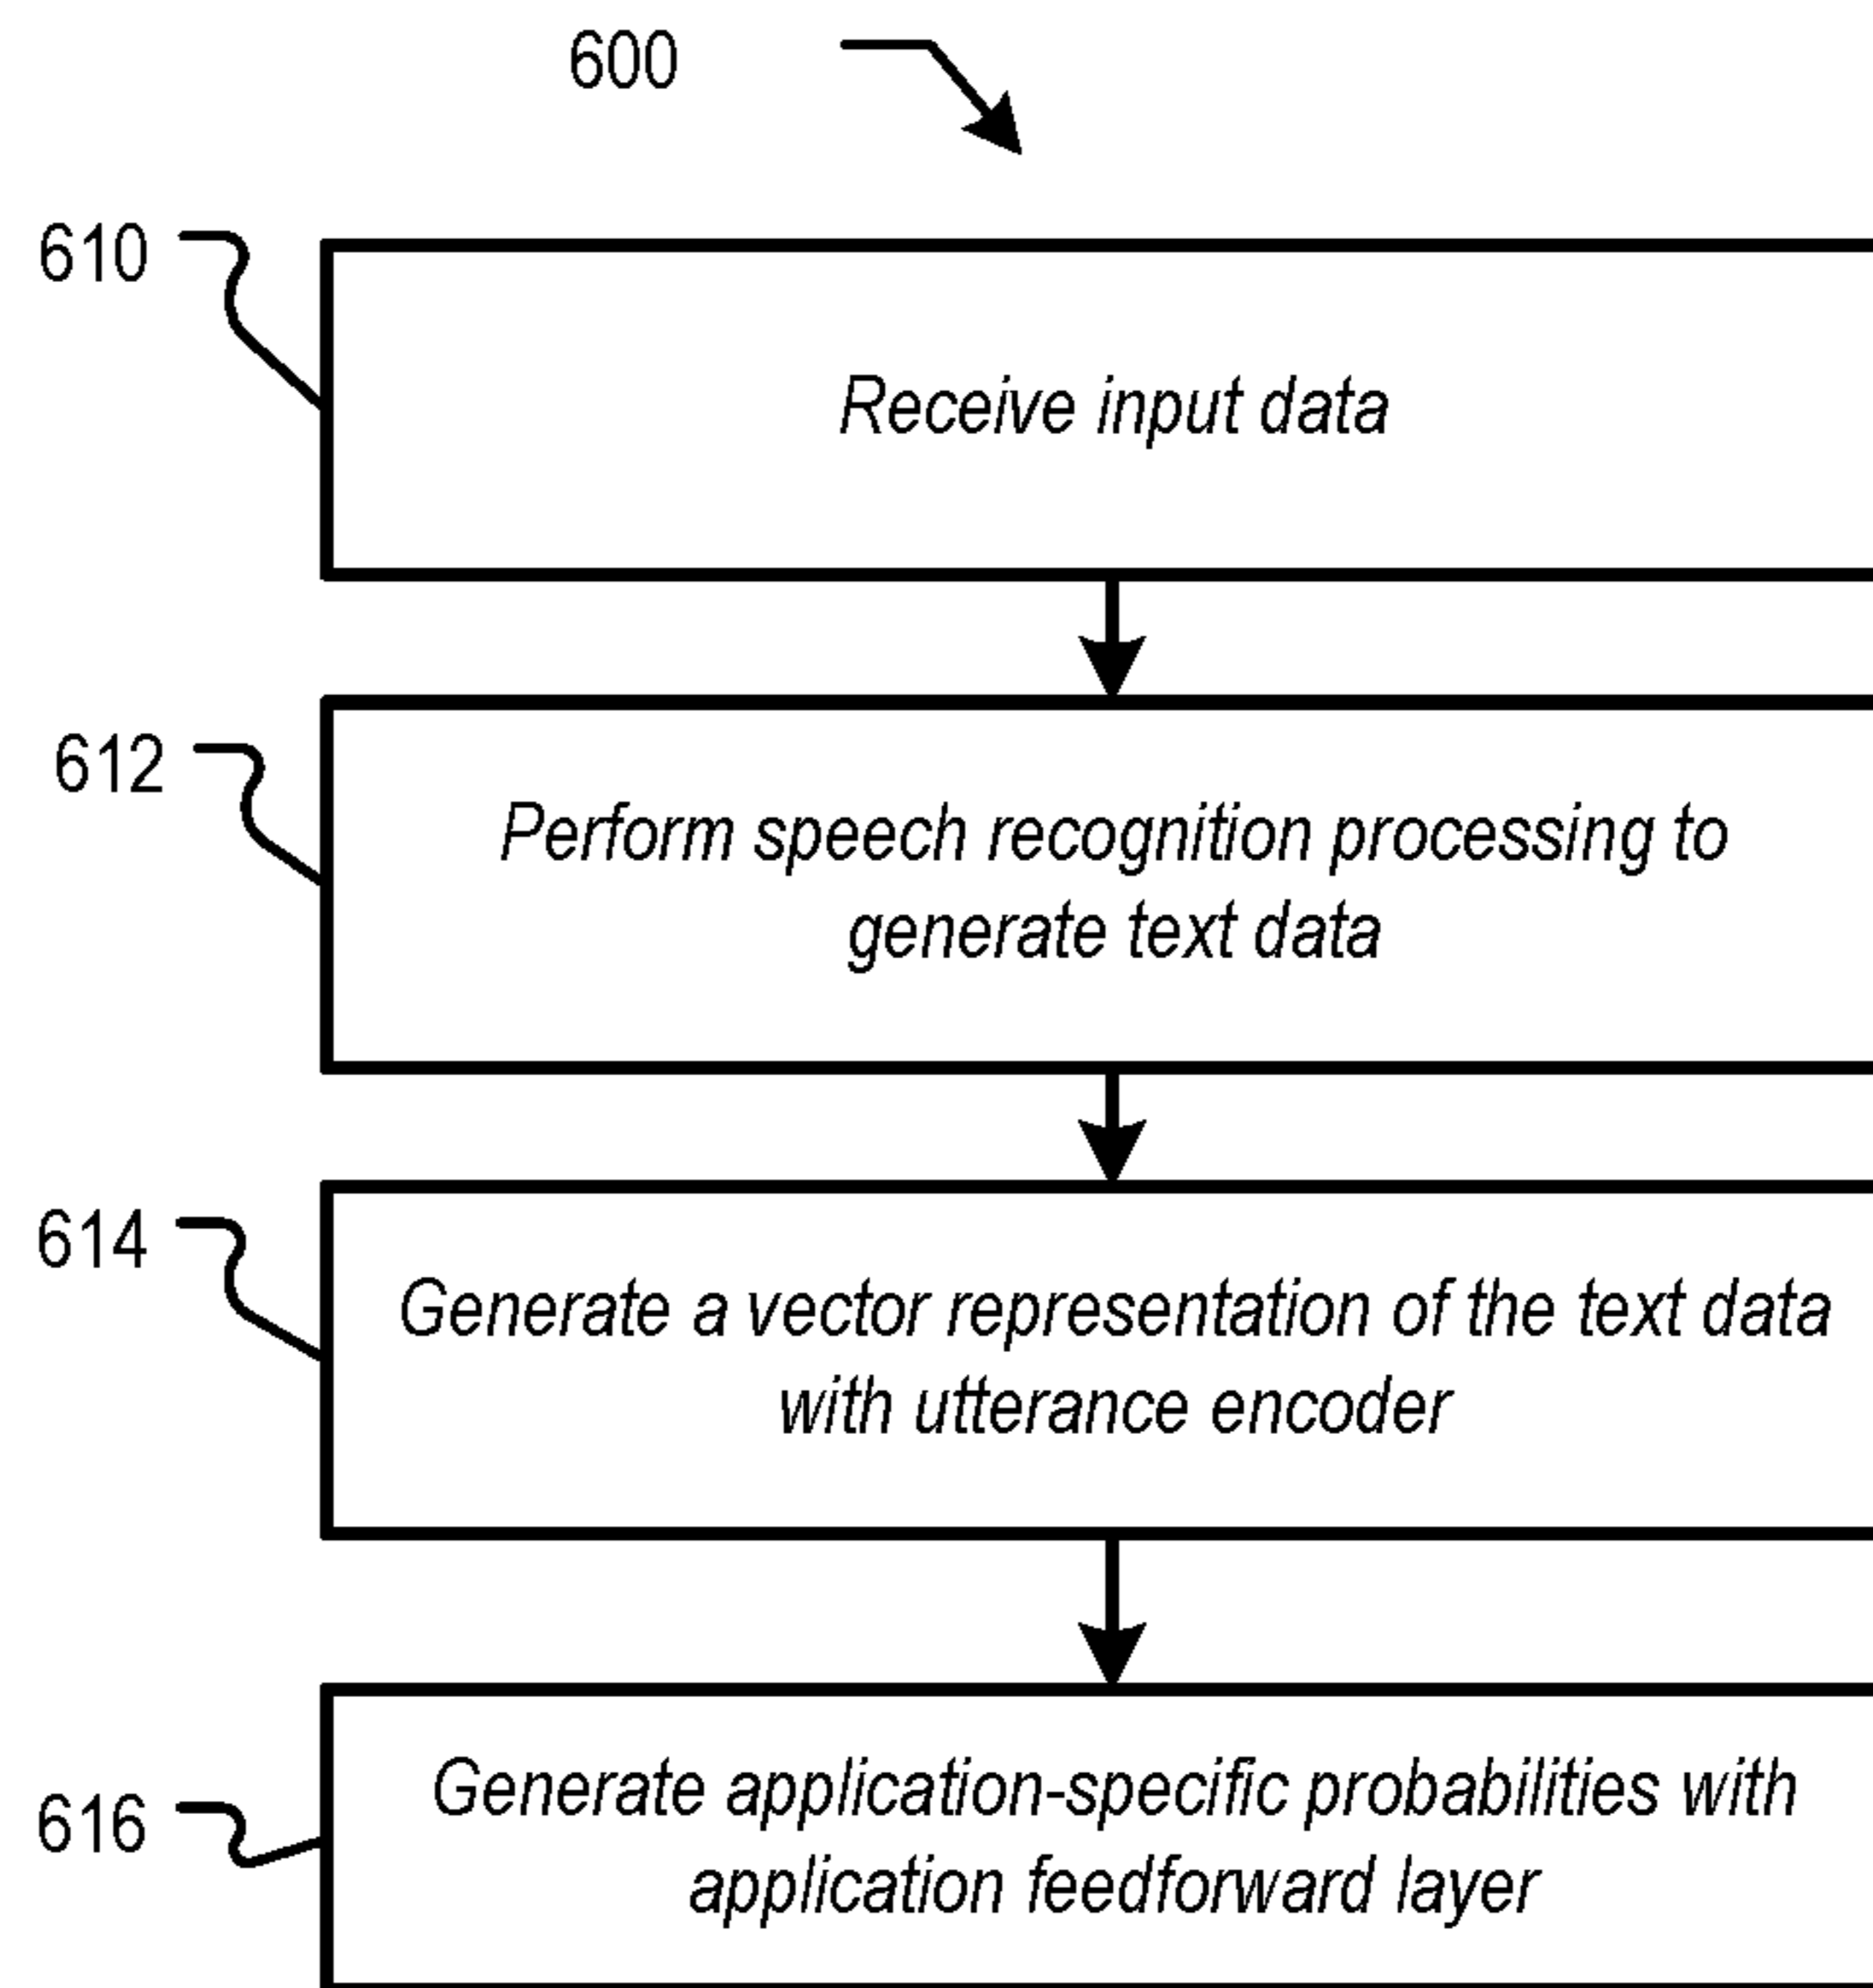 600
610
Receive input data
612
Perform speech recognition processing to
generate text data
614
Generate a vector representation of the text data
with utterance encoder
616
Generate application-specific probabilities with
application feedforward layer